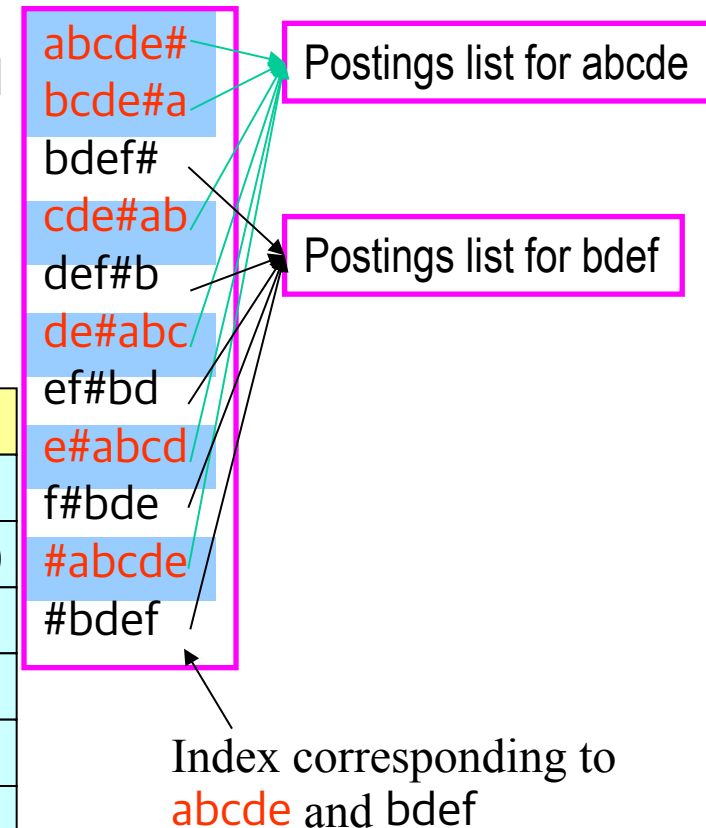 abcde#
bcde#a
bdef#
cde#ab
def#b
de#abc
ef#bd
e#abcd
f#bde
#abcde
#bdef
Postings list for abcde
Postings list for bdef
Index corresponding to
abcde and bdef